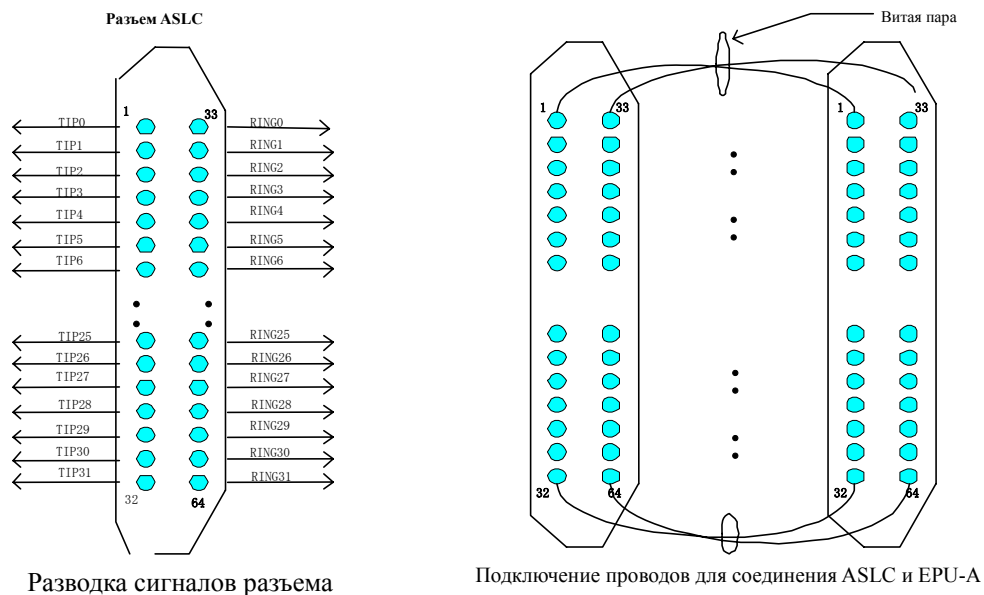 Разъем ASLC
Витая пара
1 33
TIP0 RING0
TIP1 RING1
TIP2 RING2
TIP3 RING3
TIP4 RING4
TIP5 RING5
TIP6 RING6
TIP25 RING25
TIP26 RING26
TIP27 RING27
TIP28 RING28
TIP29 RING29
TIP30 RING30
TIP31 RING31
32 64
1 33 1 33
32 64 32 64
Разводка сигналов разъема
Подключение проводов для соединения ASLC и EPU-A